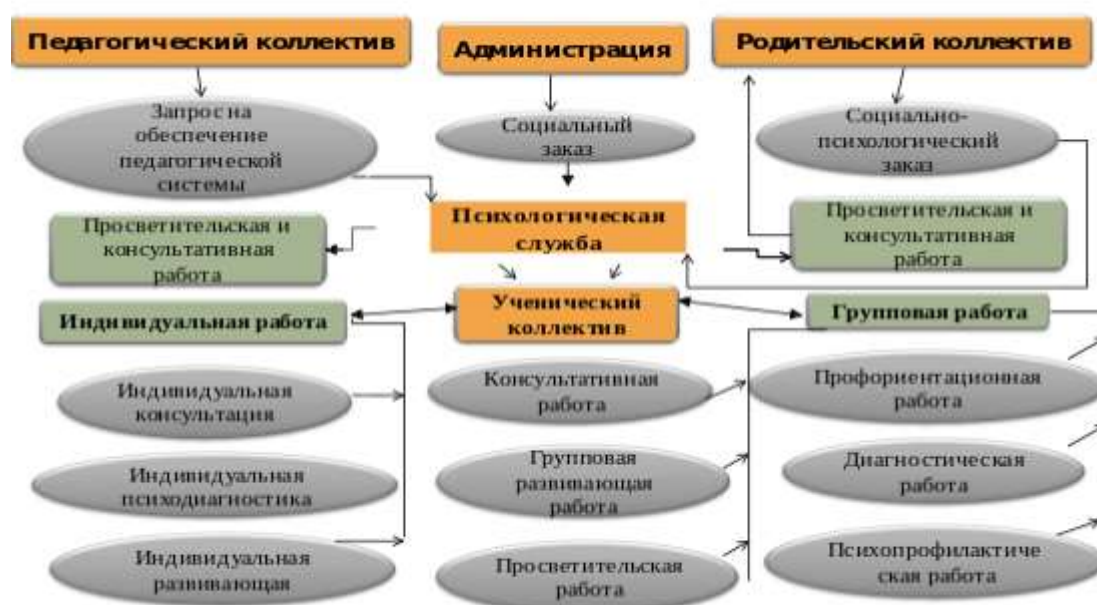 Педагогический коллектив
Администрация
Родительский коллектив
Запрос на
обеспечение
педагогической
системы
Социальный
заказ
Социально-
психологический
заказ
Просветительская и
консультативная
работа
Психологическая
служба
Просветительская и
консультативная
работа
Индивидуальная работа
Ученический
коллектив
Групповая работа
Индивидуальная
консультация
Консультативная
работа
Профориентационная
работа
Индивидуальная
психодиагностика
Групповая
развивающая
работа
Диагностическая
работа
Индивидуальная
развивающая
Просветительская
работа
Психопрофилактиче
ская работа